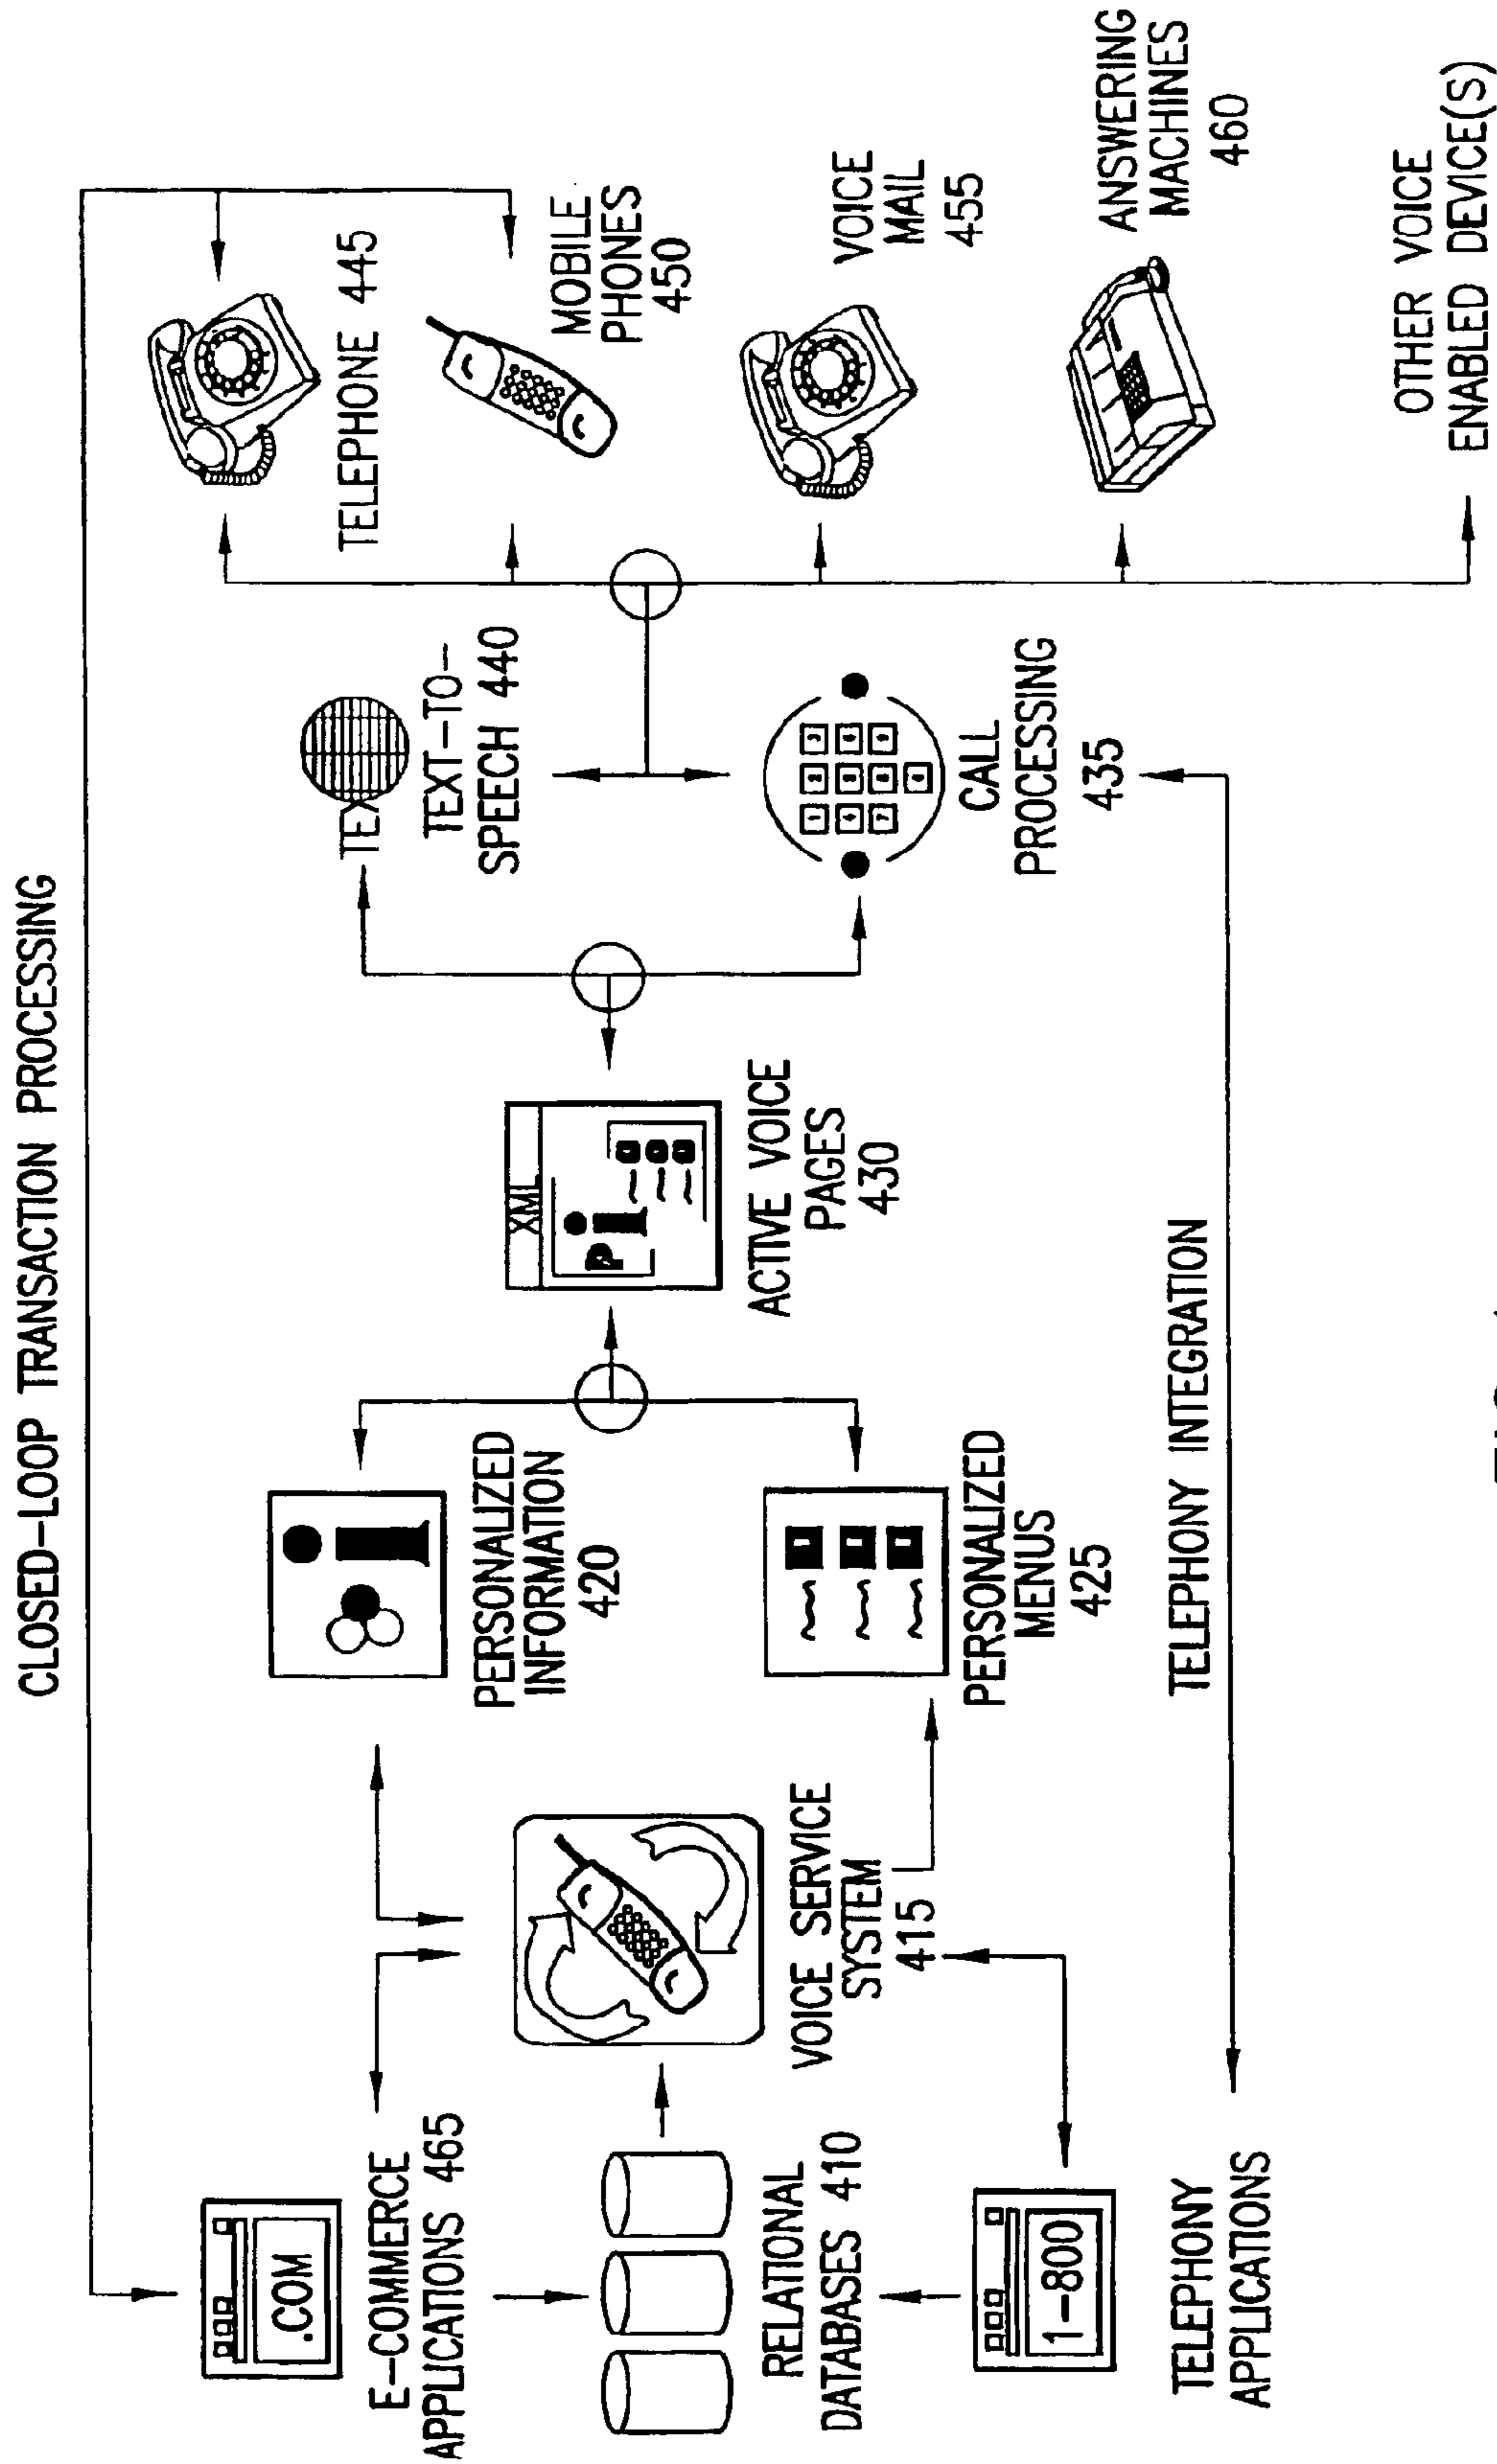 CLOSED-LOOP TRANSACTION PROCESSING
.COM
E-COMMERCE
APPLICATIONS 465
RELATIONAL
DATABASES 410
1-800
TELEPHONY
APPLICATIONS
VOICE SERVICE
SYSTEM
415
i
PERSONALIZED
INFORMATION
420
PERSONALIZED
MENUS
425
XML
P i
ACTIVE VOICE
PAGES
430
TEX
TEXT-TO-
SPEECH 440
CALL
PROCESSING
435
TELEPHONY INTEGRATION
TELEPHONE 445
MOBILE
PHONES
450
VOICE
MAIL
455
ANSWERING
MACHINES
460
OTHER VOICE
ENABLED DEVICE(S)